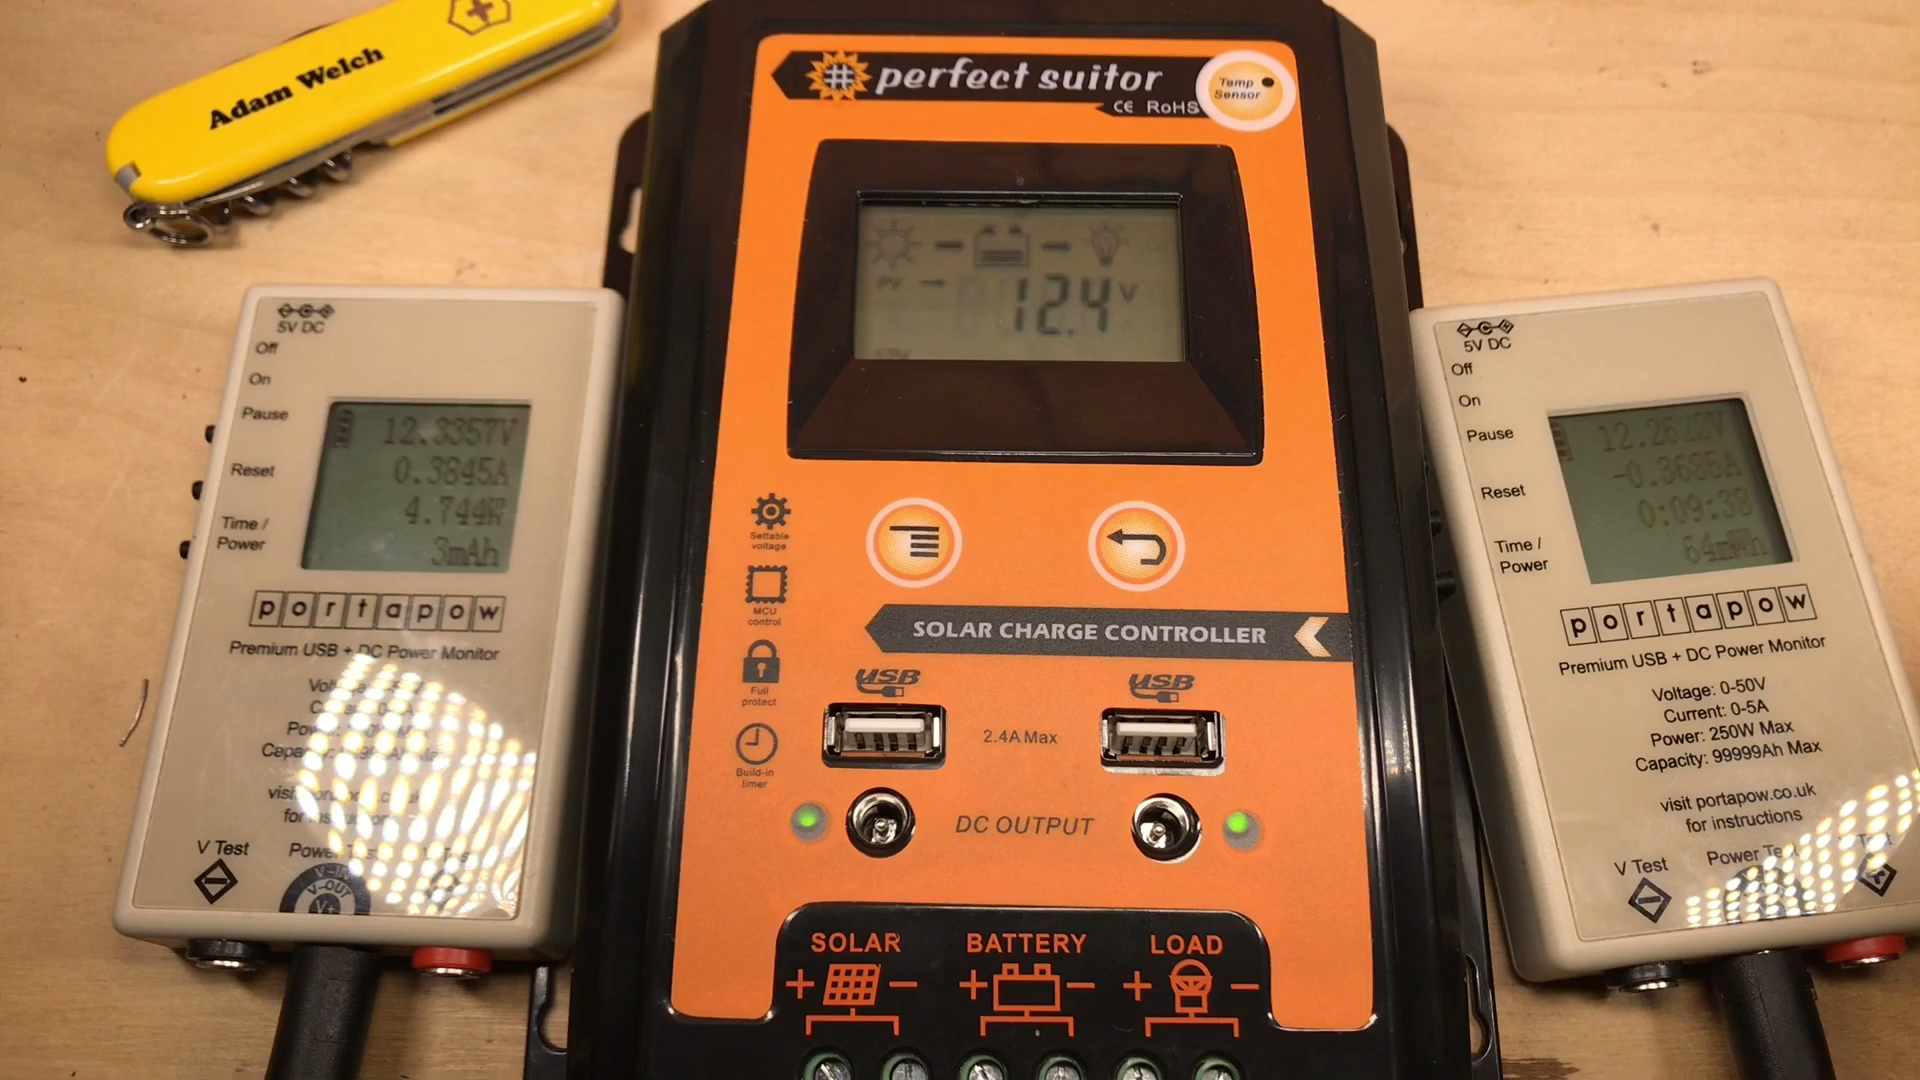 Adam Welch
perfect suitor
CE RoHS
Temp
Sensor
PV
12.4 V
Settable
voltage
MCU
control
Full
protect
Build-in
timer
SOLAR CHARGE CONTROLLER
USB
USB
2.4A Max
DC OUTPUT
SOLAR
BATTERY
LOAD
+ −
+ −
+ −
5V DC
Off
On
Pause
Reset
Time /
Power
12.3357V
0.3845A
4.744W
3mAh
portapow
Premium USB + DC Power Monitor
for
V Test
V-OUT
V+
5V DC
Off
On
Pause
Reset
Time /
Power
-0.3685A
0:09:38
64mWh
portapow
Premium USB + DC Power Monitor
Voltage: 0-50V
Current: 0-5A
Power: 250W Max
Capacity: 99999Ah Max
visit portapow.co.uk
for instructions
V Test
Power Test